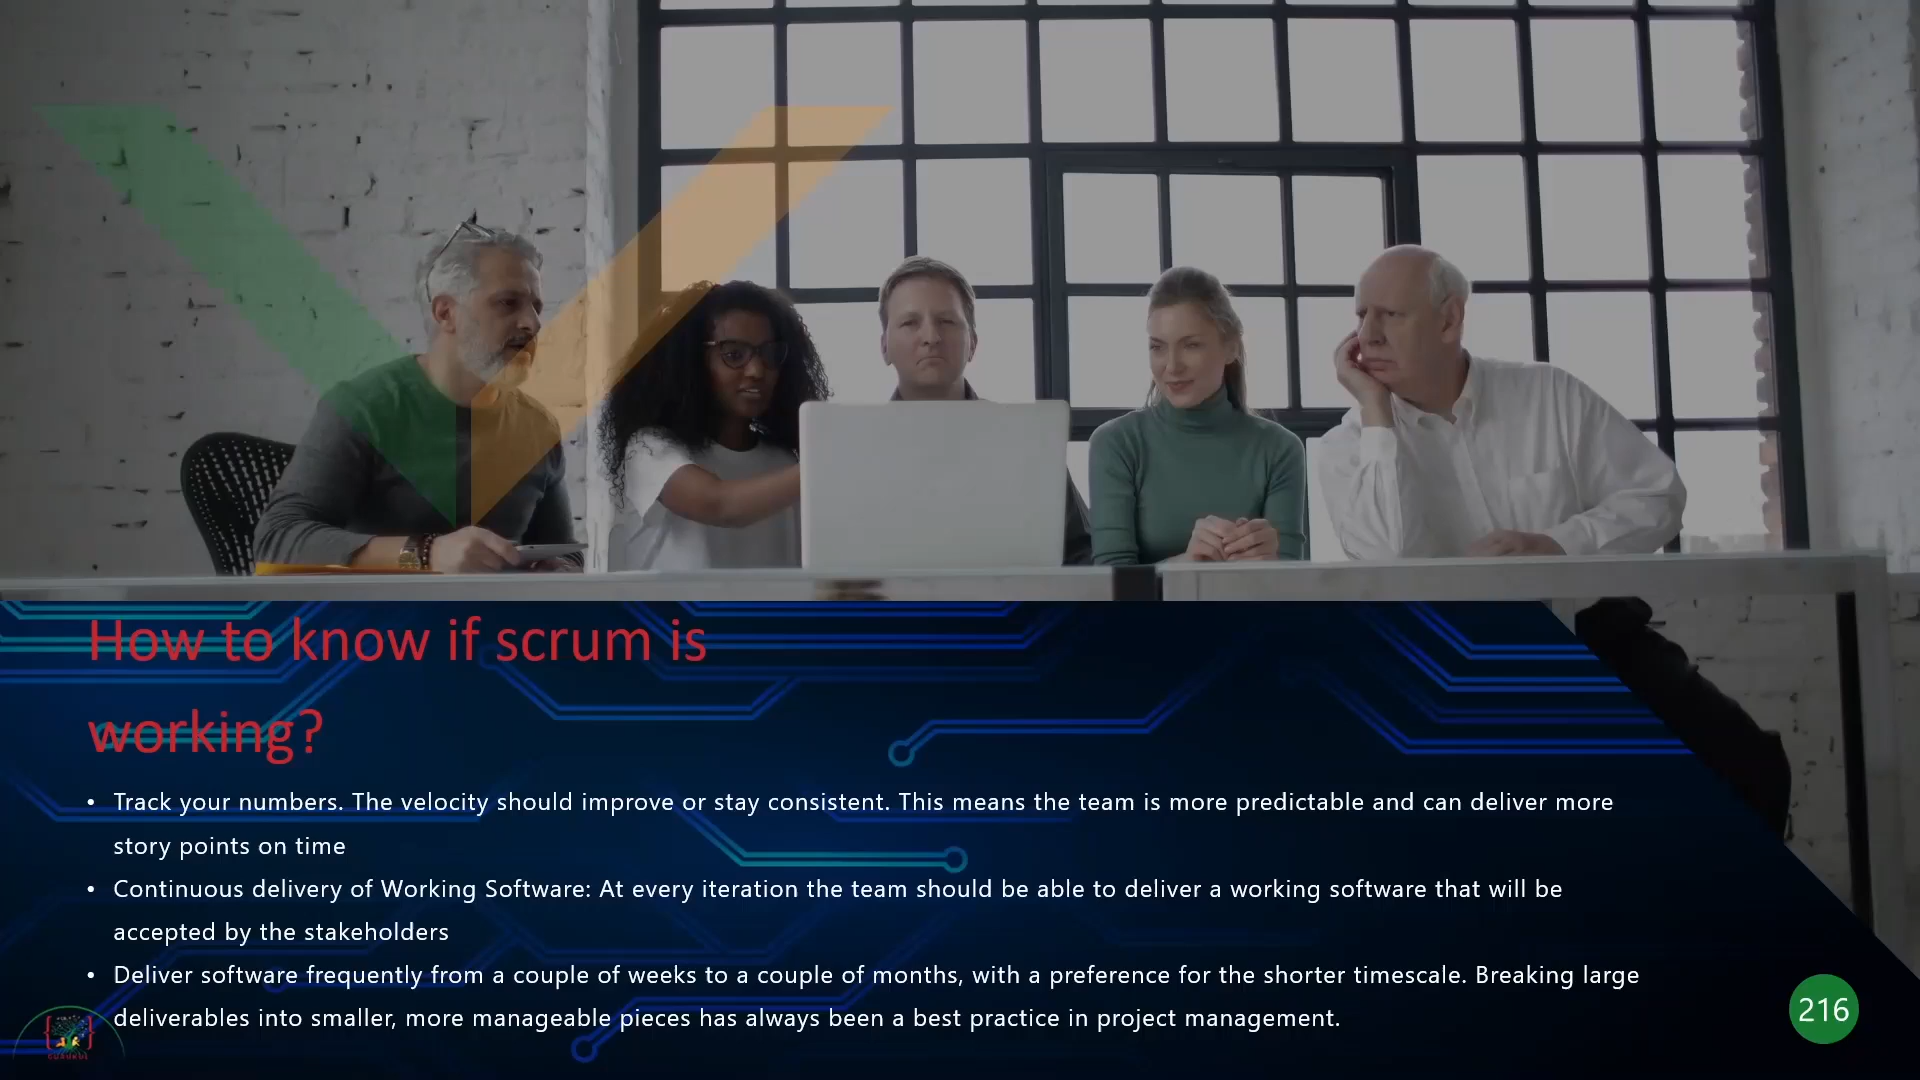 How to know if scrum is
working?
• Track your numbers. The velocity should improve or stay consistent. This means the team is more predictable and can deliver more
story points on time
• Continuous delivery of Working Software: At every iteration the team should be able to deliver a working software that will be
accepted by the stakeholders
• Deliver software frequently from a couple of weeks to a couple of months, with a preference for the shorter timescale. Breaking large
deliverables into smaller, more manageable pieces has always been a best practice in project management.
216